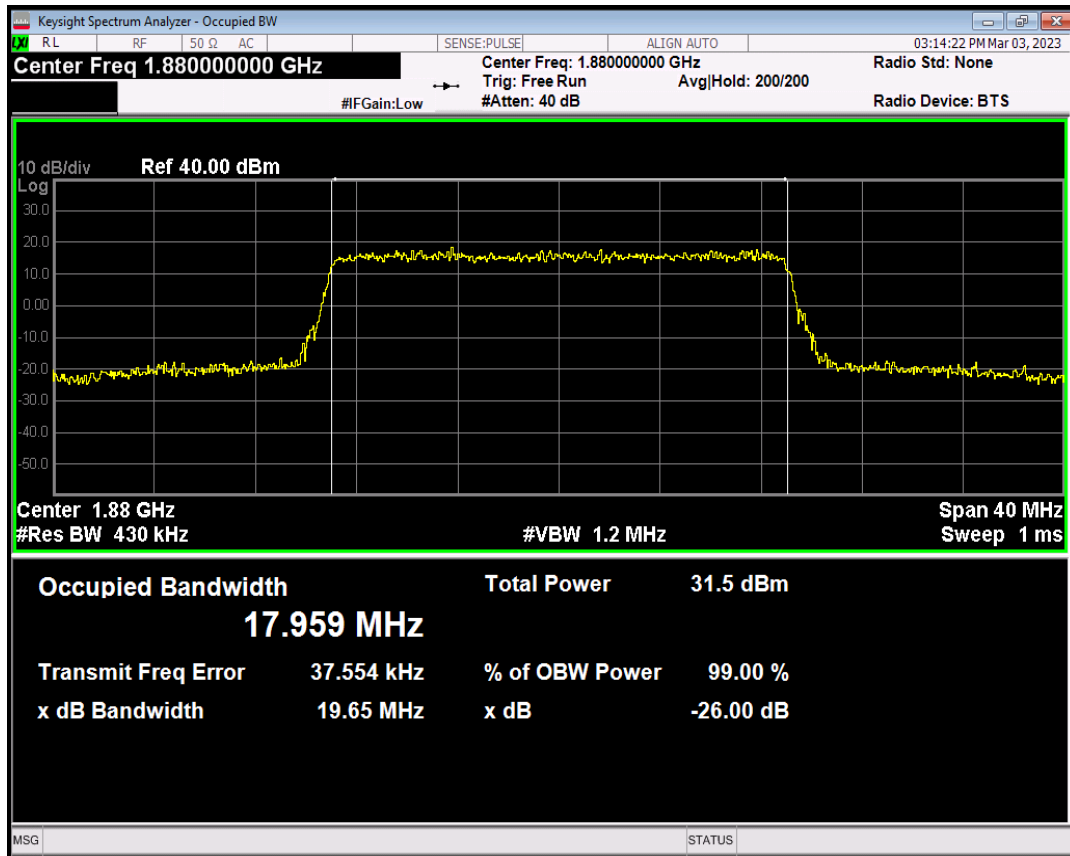 Keysight Spectrum Analyzer - Occupied BW
LXI RL RF 50 Ω AC SENSE:PULSE ALIGN AUTO 03:14:22 PM Mar 03, 2023
Center Freq 1.880000000 GHz Center Freq: 1.880000000 GHz Radio Std: None
Trig: Free Run Avg|Hold: 200/200
#IFGain:Low #Atten: 40 dB Radio Device: BTS
10 dB/div Ref 40.00 dBm
Log
30.0
20.0
10.0
0.00
-10.0
-20.0
-30.0
-40.0
-50.0
Center 1.88 GHz Span 40 MHz
#Res BW 430 kHz #VBW 1.2 MHz Sweep 1 ms
Occupied Bandwidth Total Power 31.5 dBm
17.959 MHz
Transmit Freq Error 37.554 kHz % of OBW Power 99.00 %
x dB Bandwidth 19.65 MHz x dB -26.00 dB
MSG STATUS